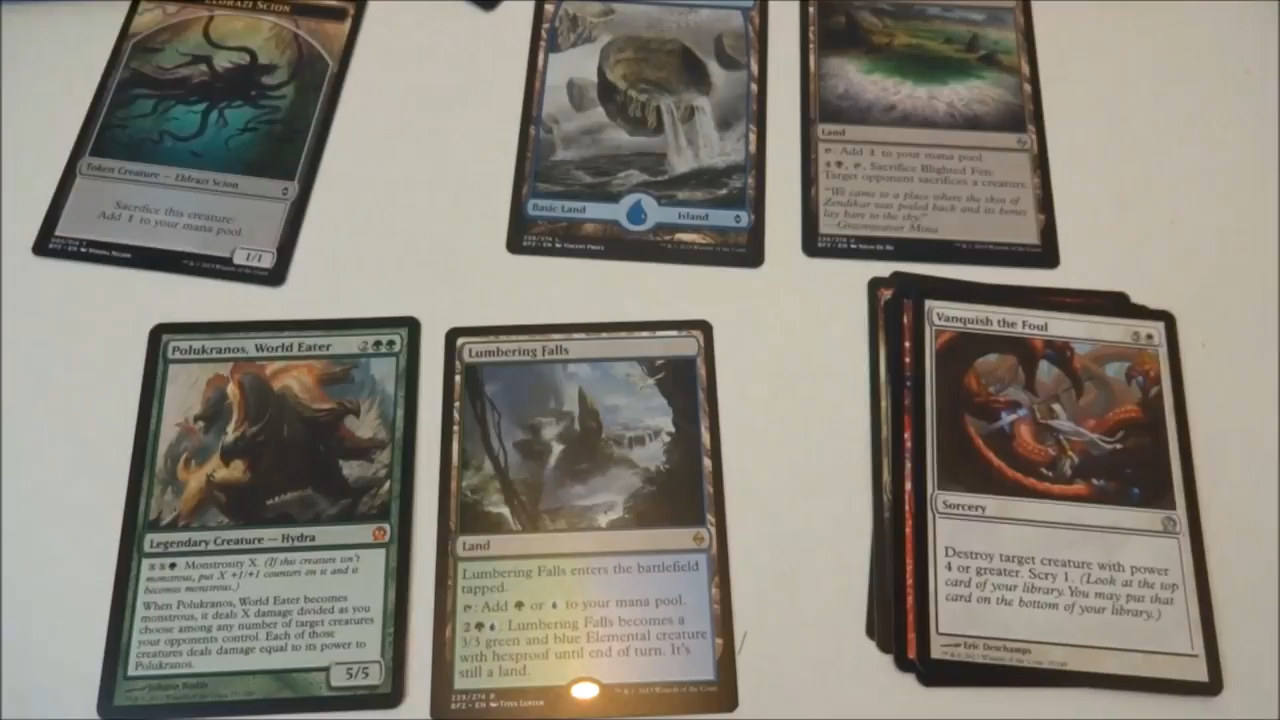 ELDRAZI SCION
Token Creature — Eldrazi Scion
Sacrifice this creature:
Add 1 to your mana pool.
1/1
Basic Land
Island
Land
: Add 1 to your mana pool.
4 , , Sacrifice Blighted Fen:
Target opponent sacrifices a creature.
"We came to a place where the skin of
Zendikar was peeled back and its bones
lay bare to the sky."
Polukranos, World Eater
2
Legendary Creature — Hydra
X X Monstrosity X. (If this creature isn't
monstrous, put X +1/+1 counters on it and it
becomes monstrous.)
When Polukranos, World Eater becomes
monstrous, it deals X damage divided as you
choose among any number of target creatures
your opponents control. Each of those
creatures deals damage equal to its power to
Polukranos.
5/5
Lumbering Falls
Land
Lumbering Falls enters the battlefield
tapped.
: Add or to your mana pool.
2 : Lumbering Falls becomes a
3/3 green and blue Elemental creature
with hexproof until end of turn. It's
still a land.
239/274 R
BFZ • EN
Vanquish the Foul
5
Sorcery
Destroy target creature with power
4 or greater. Scry 1. (Look at the top
card of your library. You may put that
card on the bottom of your library.)
Eric Deschamps